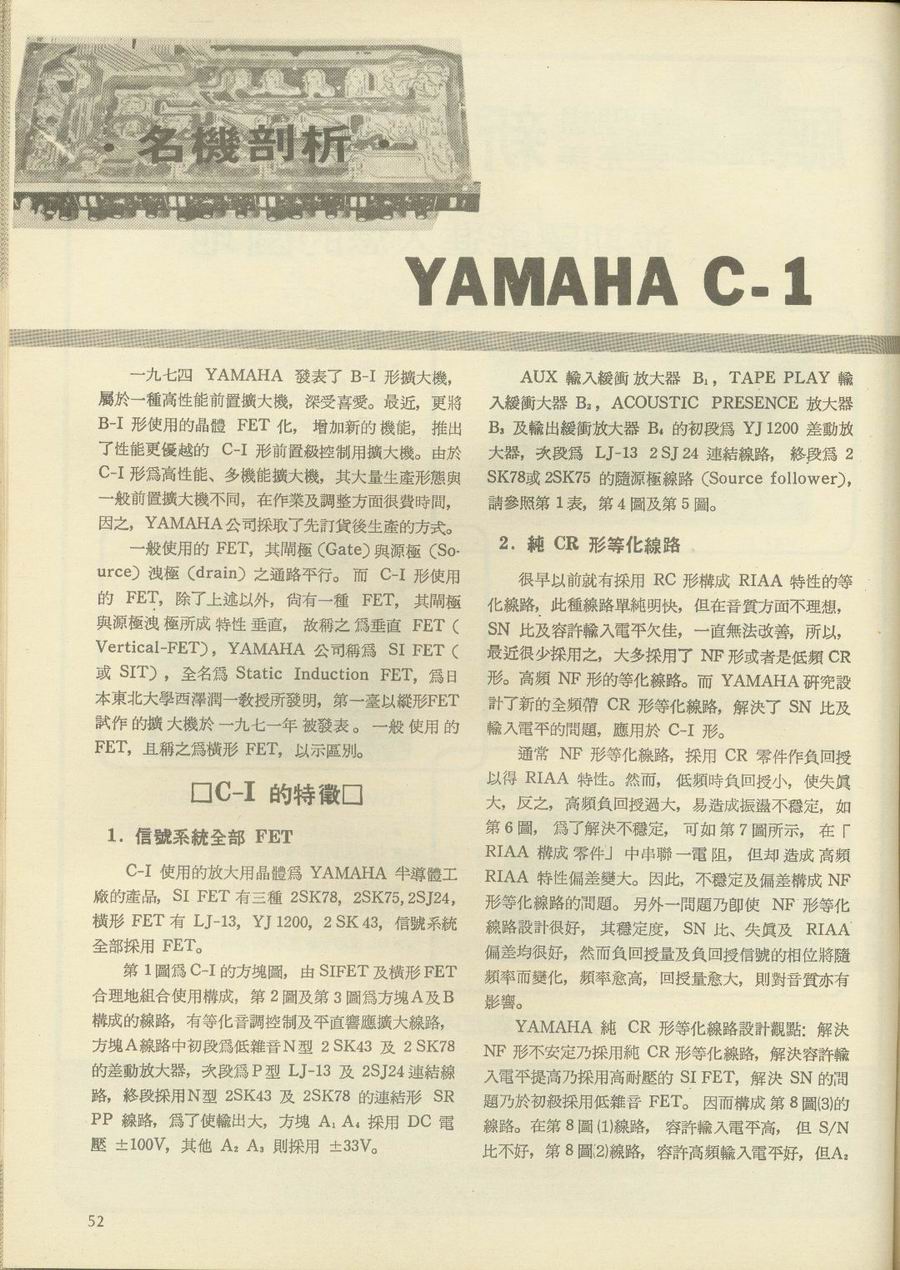 ·名機剖析·
YAMAHA C-1
一九七四 YAMAHA 發表了 B-I 形擴大機，
屬於一種高性能前置擴大機，深受喜愛。最近，更將
B-I 形使用的晶體 FET 化，增加新的機能，推出
了性能更優越的 C-I 形前置級控制用擴大機。由於
C-I 形爲高性能、多機能擴大機，其大量生產形態與
一般前置擴大機不同，在作業及調整方面很費時間，
因之，YAMAHA公司採取了先訂貨後生產的方式。
一般使用的 FET，其閘極（Gate）與源極（So-
urce）洩極（drain）之通路平行。而 C-I 形使用
的 FET，除了上述以外，尙有一種 FET，其閘極
與源極洩極所成特性垂直，故稱之爲垂直 FET（
Vertical-FET），YAMAHA 公司稱爲 SI FET（
或 SIT），全名爲 Static Induction FET，爲日
本東北大學西澤潤一敎授所發明，第一臺以縱形FET
試作的擴大機於一九七一年被發表。一般使用的
FET，且稱之爲橫形 FET，以示區別。
□C-I 的特徵□
1. 信號系統全部 FET
C-I 使用的放大用晶體爲 YAMAHA 半導體工
廠的產品，SI FET 有三種 2SK78，2SK75, 2SJ24，
橫形 FET 有 LJ-13，YJ 1200，2 SK 43，信號系統
全部採用 FET。
第 1 圖爲 C-I 的方塊圖，由 SIFET 及橫形 FET
合理地組合使用構成，第 2 圖及第 3 圖爲方塊A及B
構成的線路，有等化音調控制及平直響應擴大線路，
方塊A線路中初段爲低雜音N型 2 SK43 及 2 SK78
的差動放大器，次段爲P型 LJ-13 及 2SJ24 連結線
路，終段採用N型 2SK43 及 2SK78 的連結形 SR
PP 線路，爲了使輸出大，方塊 A₁ A₄ 採用 DC 電
壓 ±100V，其他 A₂ A₃ 則採用 ±33V。
AUX 輸入緩衝放大器 B₁，TAPE PLAY 輸
入緩衝大器 B₂，ACOUSTIC PRESENCE 放大器
B₃ 及輸出緩衝放大器 B₄ 的初段爲 YJ 1200 差動放
大器，次段爲 LJ-13 2 SJ 24 連結線路，終段爲 2
SK78或 2SK75 的隨源極線路（Source follower），
請參照第 1 表，第 4 圖及第 5 圖。
2. 純 CR 形等化線路
很早以前就有採用 RC 形構成 RIAA 特性的等
化線路，此種線路單純明快，但在音質方面不理想，
SN 比及容許輸入電平欠佳，一直無法改善，所以，
最近很少採用之，大多採用了 NF 形或者是低頻 CR
形。高頻 NF 形的等化線路。而 YAMAHA 研究設
計了新的全頻帶 CR 形等化線路，解決了 SN 比及
輸入電平的問題，應用於 C-I 形。
通常 NF 形等化線路，採用 CR 零件作負回授
以得 RIAA 特性。然而，低頻時負回授小，使失眞
大，反之，高頻負回授過大，易造成振盪不穩定，如
第 6 圖，爲了解決不穩定，可如第 7 圖所示，在「
RIAA 構成零件」中串聯一電阻，但却造成高頻
RIAA 特性偏差變大。因此，不穩定及偏差構成 NF
形等化線路的問題。另外一問題乃卽使 NF 形等化
線路設計很好，其穩定度，SN 比、失眞及 RIAA
偏差均很好，然而負回授量及負回授信號的相位將隨
頻率而變化，頻率愈高，回授量愈大，則對音質亦有
影響。
YAMAHA 純 CR 形等化線路設計觀點：解決
NF 形不安定乃採用純 CR 形等化線路，解決容許輸
入電平提高乃採用高耐壓的 SI FET，解決 SN 的問
題乃於初級採用低雜音 FET。因而構成第 8 圖(3)的
線路。在第 8 圖 (1)線路，容許輸入電平高，但 S/N
比不好，第 8 圖(2)線路，容許高頻輸入電平好，但A₂
52